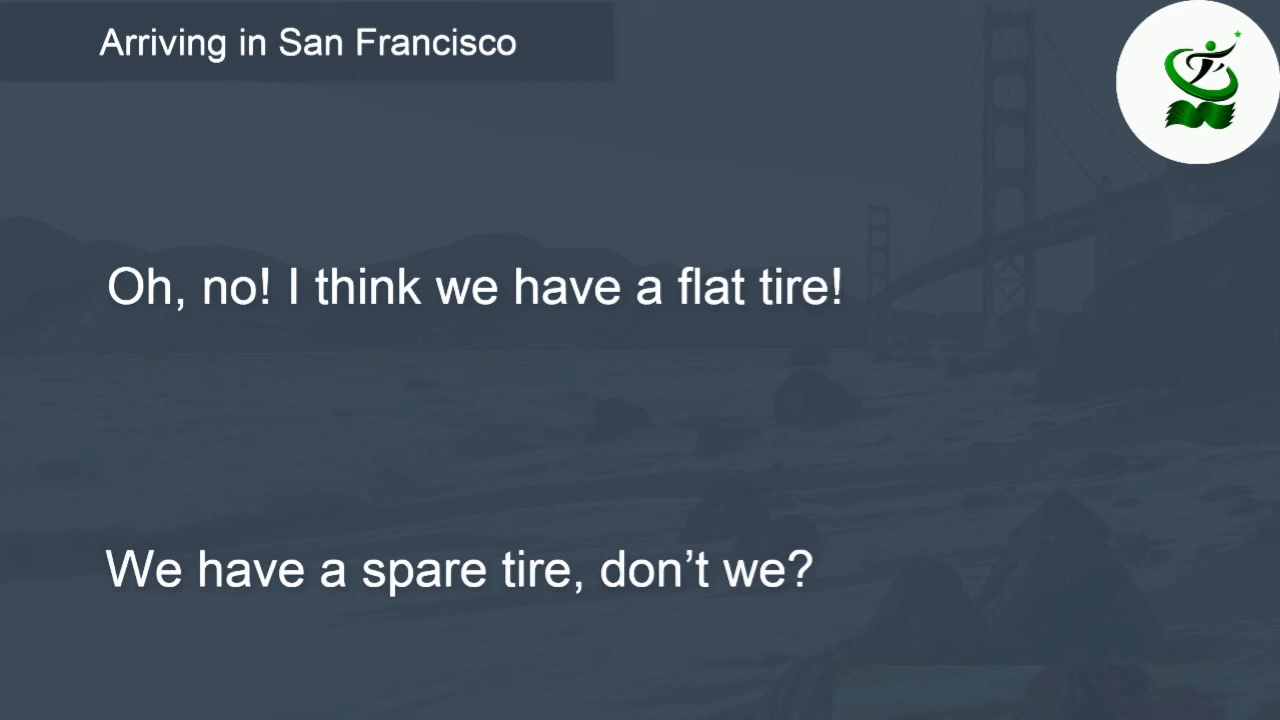 Arriving in San Francisco
Oh, no! I think we have a flat tire!
We have a spare tire, don’t we?